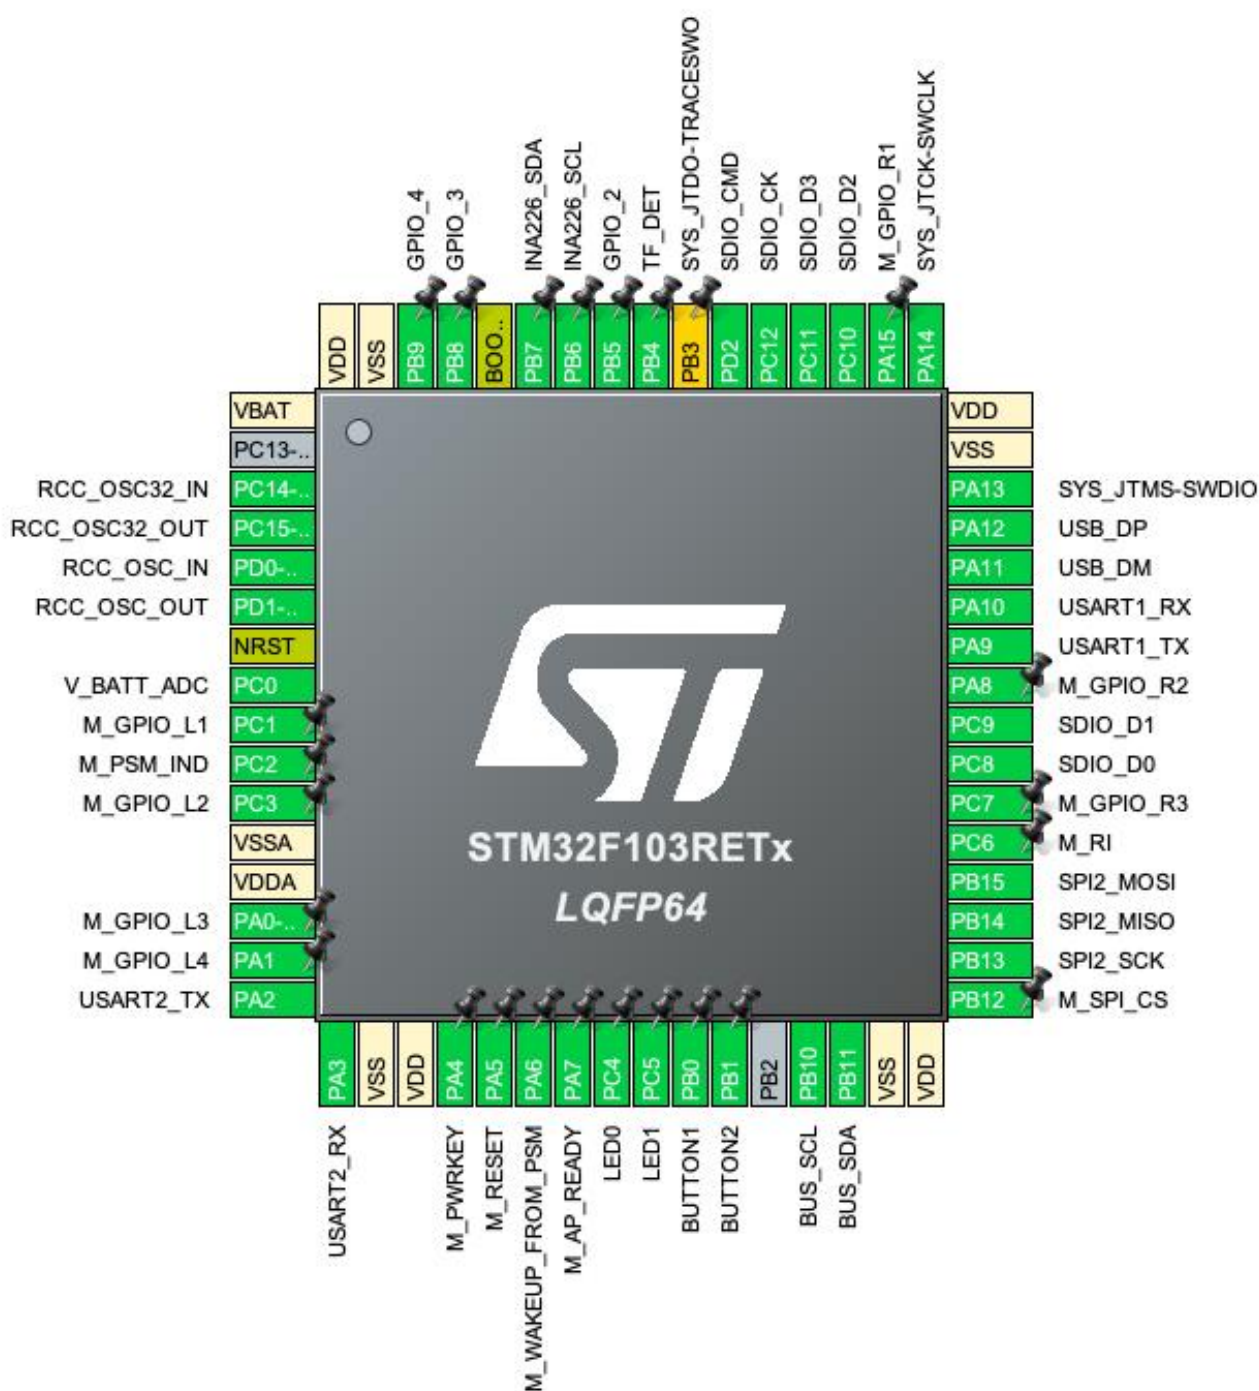 GPIO_4
GPIO_3
INA226_SDA
INA226_SCL
GPIO_2
TF_DET
SYS_JTDO-TRACESWO
SDIO_CMD
SDIO_CK
SDIO_D3
SDIO_D2
M_GPIO_R1
SYS_JTCK-SWCLK
VDD
VSS
PB9
PB8
BOO..
PB7
PB6
PB5
PB4
PB3
PD2
PC12
PC11
PC10
PA15
PA14
VBAT
PC13-..
RCC_OSC32_IN PC14-..
RCC_OSC32_OUT PC15-..
RCC_OSC_IN PD0-..
RCC_OSC_OUT PD1-..
NRST
V_BATT_ADC PC0
M_GPIO_L1 PC1
M_PSM_IND PC2
M_GPIO_L2 PC3
VSSA
VDDA
M_GPIO_L3 PA0-..
M_GPIO_L4 PA1
USART2_TX PA2
STM32F103RETx
LQFP64
VDD
VSS
PA13 SYS_JTMS-SWDIO
PA12 USB_DP
PA11 USB_DM
PA10 USART1_RX
PA9 USART1_TX
PA8 M_GPIO_R2
PC9 SDIO_D1
PC8 SDIO_D0
PC7 M_GPIO_R3
PC6 M_RI
PB15 SPI2_MOSI
PB14 SPI2_MISO
PB13 SPI2_SCK
PB12 M_SPI_CS
PA3
VSS
VDD
PA4
PA5
PA6
PA7
PC4
PC5
PB0
PB1
PB2
PB10
PB11
VSS
VDD
USART2_RX
M_PWRKEY
M_RESET
M_WAKEUP_FROM_PSM
M_AP_READY
LED0
LED1
BUTTON1
BUTTON2
BUS_SCL
BUS_SDA